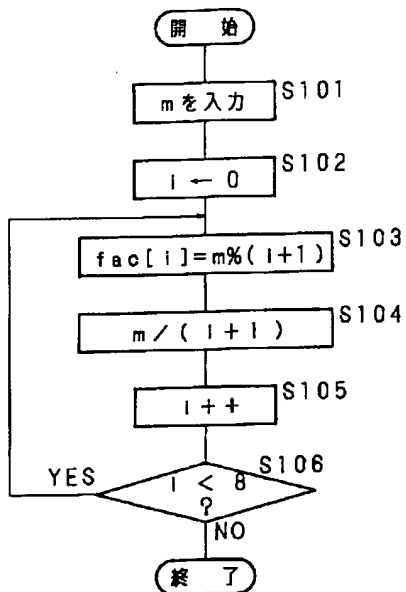 開 始
mを入力 S101
i ← 0 S102
fac[i]=m%(i+1) S103
m/(i+1) S104
i++ S105
S106
YES
i < 8
?
NO
終 了